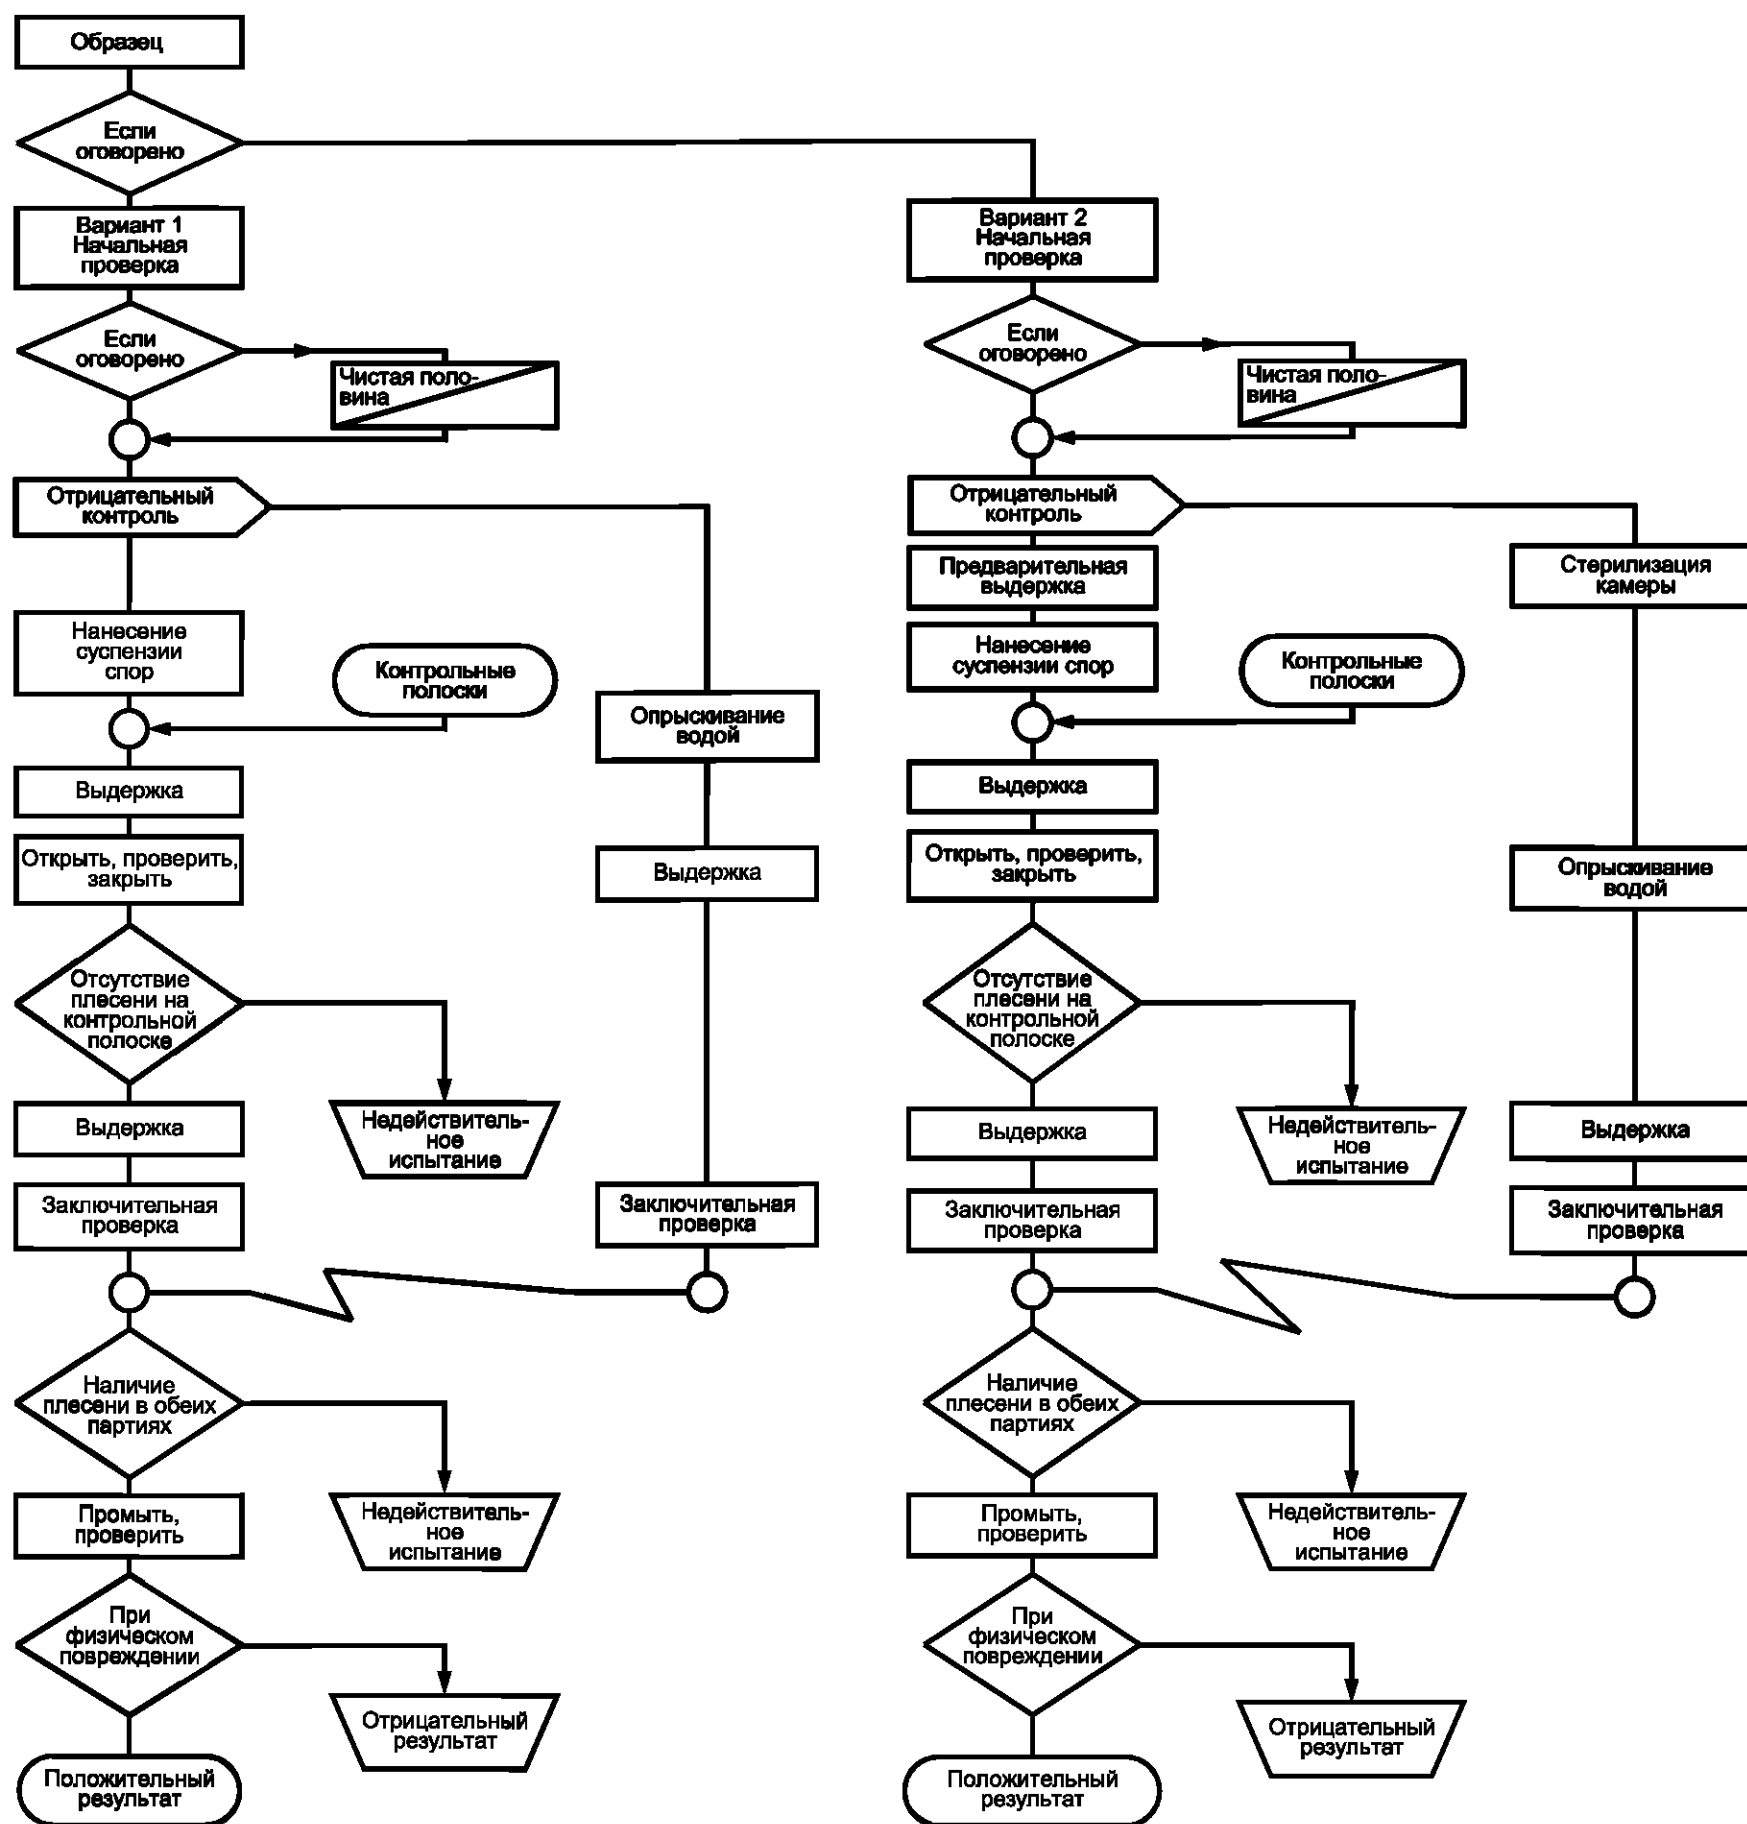 Образец
Если
оговорено
Вариант 1
Начальная
проверка
Вариант 2
Начальная
проверка
Если
оговорено
Чистая поло-
вина
Если
оговорено
Чистая поло-
вина
Отрицательный
контроль
Отрицательный
контроль
Предварительная
выдержка
Стерилизация
камеры
Нанесение
суспензии
спор
Контрольные
полоски
Опрыскивание
водой
Нанесение
суспензии спор
Контрольные
полоски
Выдержка
Выдержка
Открыть, проверить,
закрыть
Выдержка
Открыть, проверить,
закрыть
Опрыскивание
водой
Отсутствие
плесени на
контрольной
полоске
Отсутствие
плесени на
контрольной
полоске
Выдержка
Недействитель-
ное
испытание
Выдержка
Недействитель-
ное
испытание
Выдержка
Заключительная
проверка
Заключительная
проверка
Заключительная
проверка
Заключительная
проверка
Наличие
плесени в обеих
партиях
Наличие
плесени в обеих
партиях
Промыть,
проверить
Недействитель-
ное
испытание
Промыть,
проверить
Недействитель-
ное
испытание
При
физическом
повреждении
При
физическом
повреждении
Отрицательный
результат
Отрицательный
результат
Положительный
результат
Положительный
результат